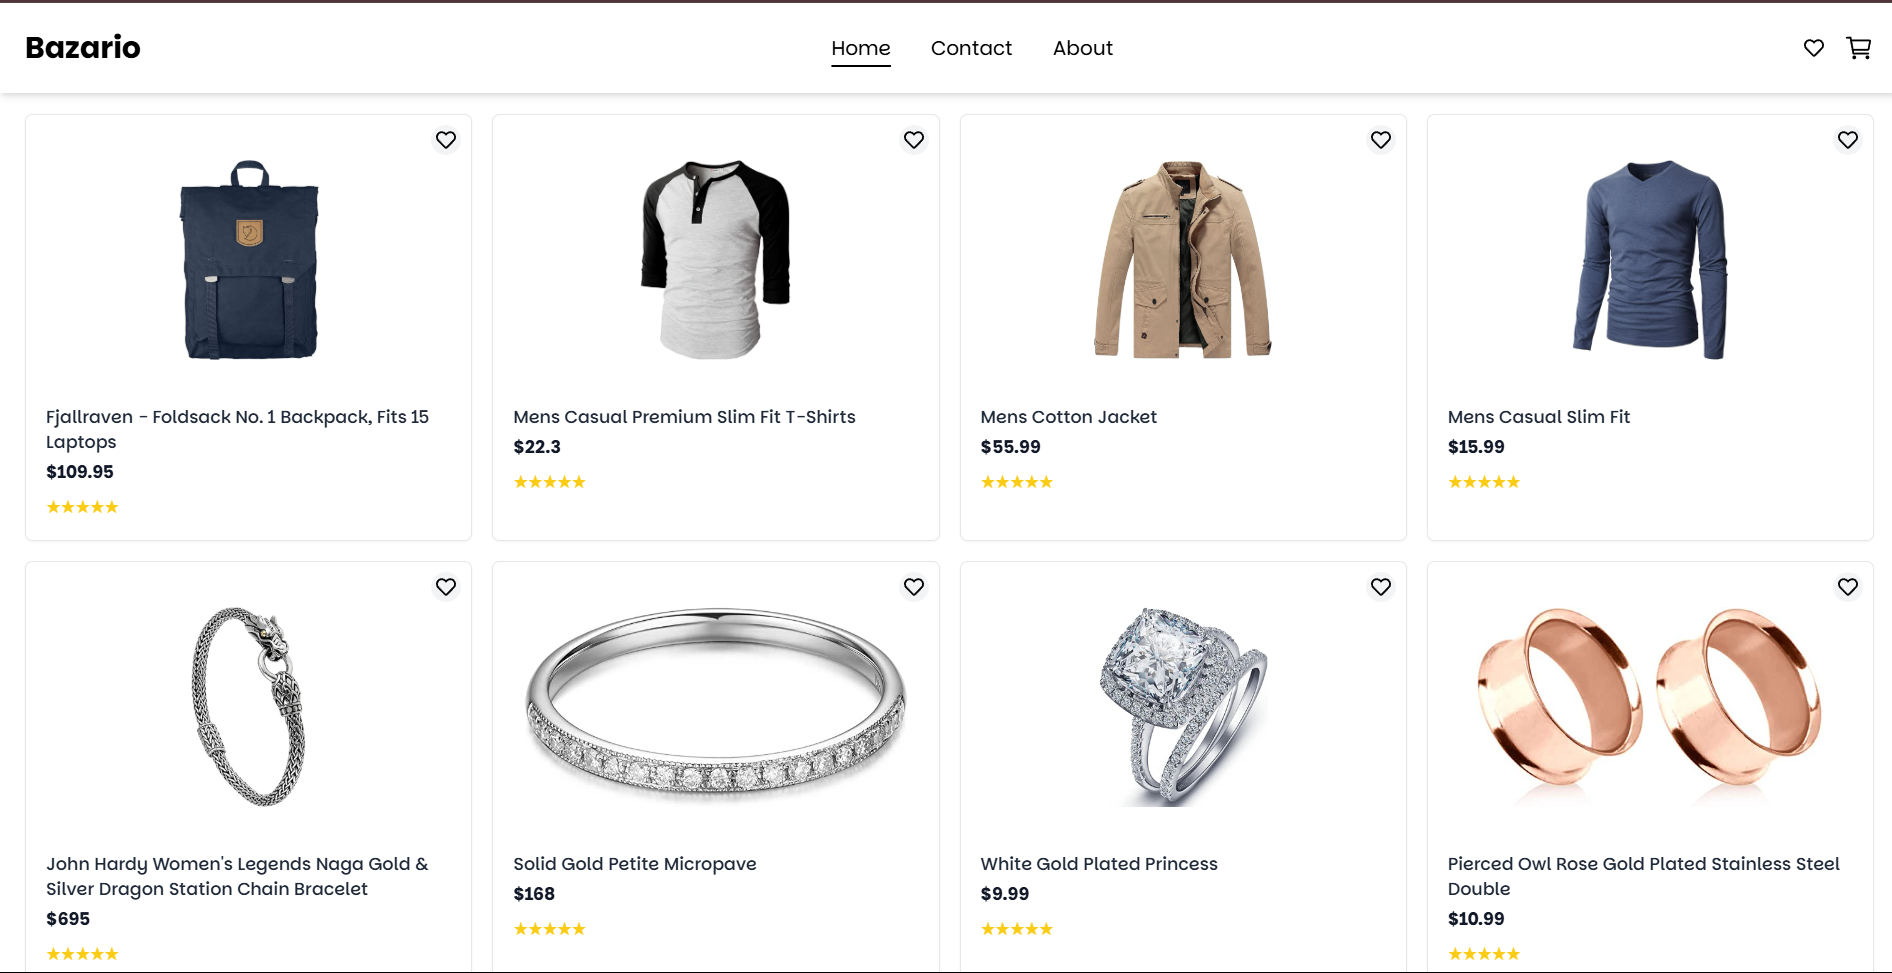 Bazario
Home Contact About
Fjallraven - Foldsack No. 1 Backpack, Fits 15
Laptops
$109.95
★★★★★
Mens Casual Premium Slim Fit T-Shirts
$22.3
★★★★★
Mens Cotton Jacket
$55.99
★★★★★
Mens Casual Slim Fit
$15.99
★★★★★
John Hardy Women's Legends Naga Gold &
Silver Dragon Station Chain Bracelet
$695
★★★★★
Solid Gold Petite Micropave
$168
★★★★★
White Gold Plated Princess
$9.99
★★★★★
Pierced Owl Rose Gold Plated Stainless Steel
Double
$10.99
★★★★★